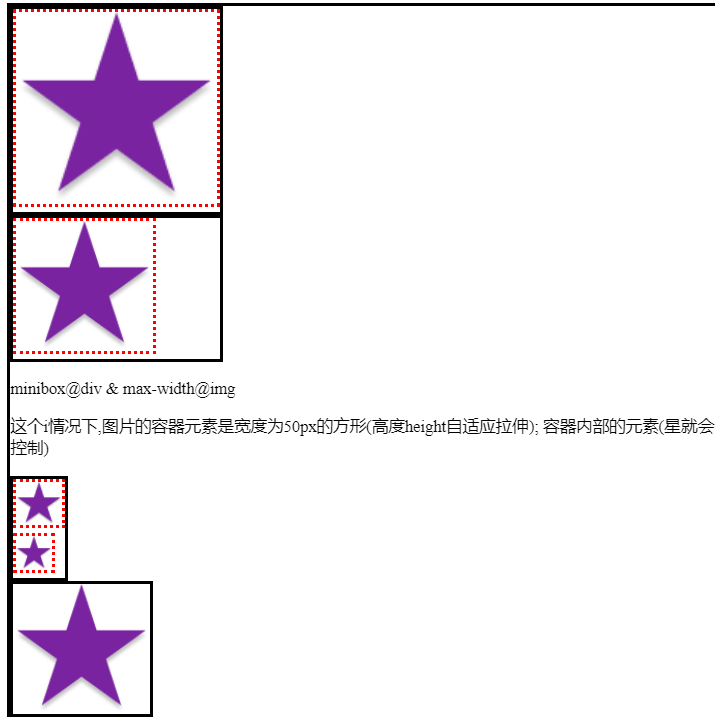 minibox@div & max-width@img
这个i情况下,图片的容器元素是宽度为50px的方形(高度height自适应拉伸); 容器内部的元素(星就会
控制)